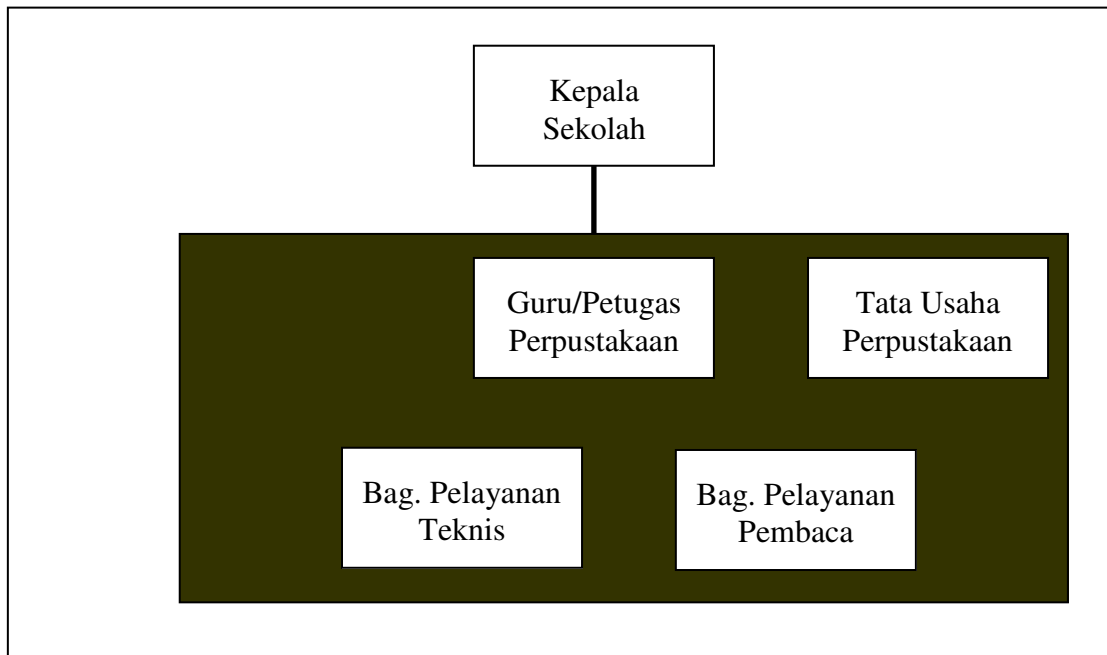 Kepala
Sekolah
Guru/Petugas
Perpustakaan
Tata Usaha
Perpustakaan
Bag. Pelayanan
Teknis
Bag. Pelayanan
Pembaca